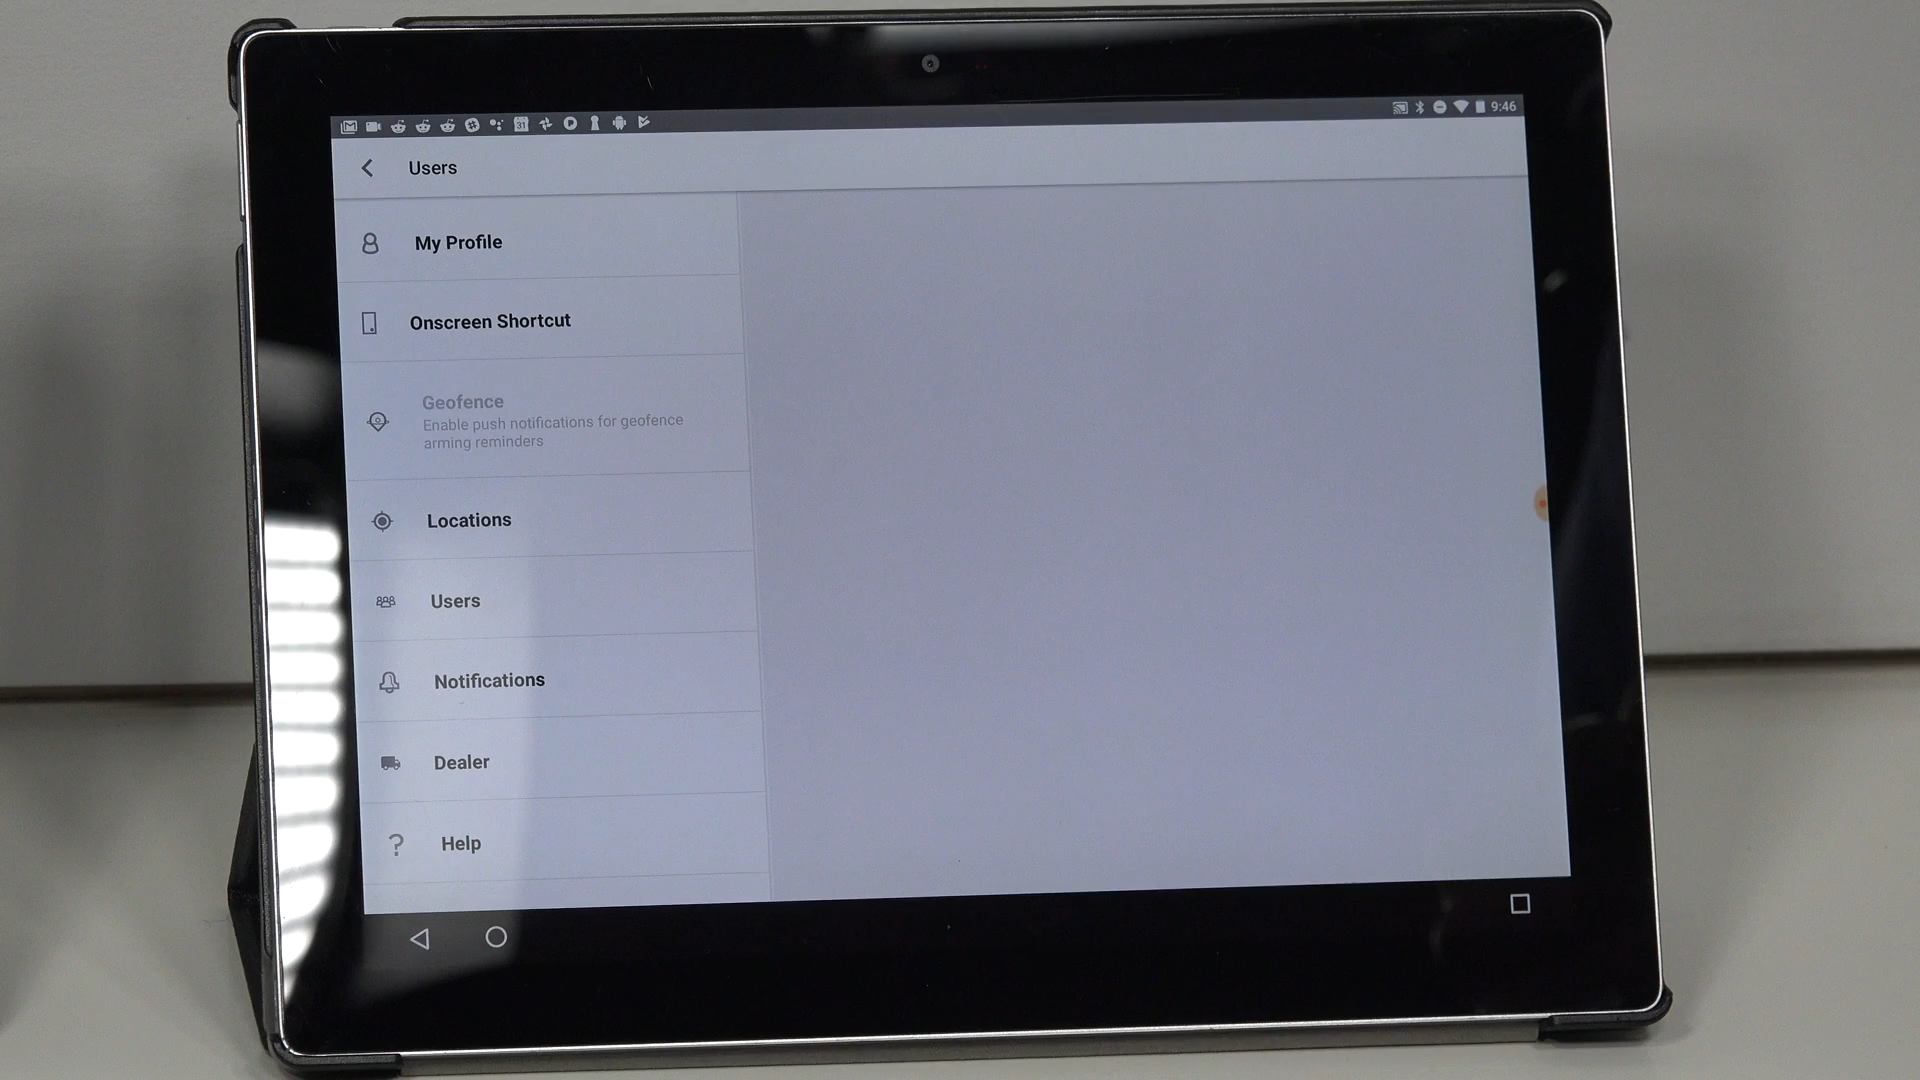 31
9:46
Users
My Profile
Onscreen Shortcut
Geofence
Enable push notifications for geofence
arming reminders
Locations
Users
Notifications
Dealer
? Help